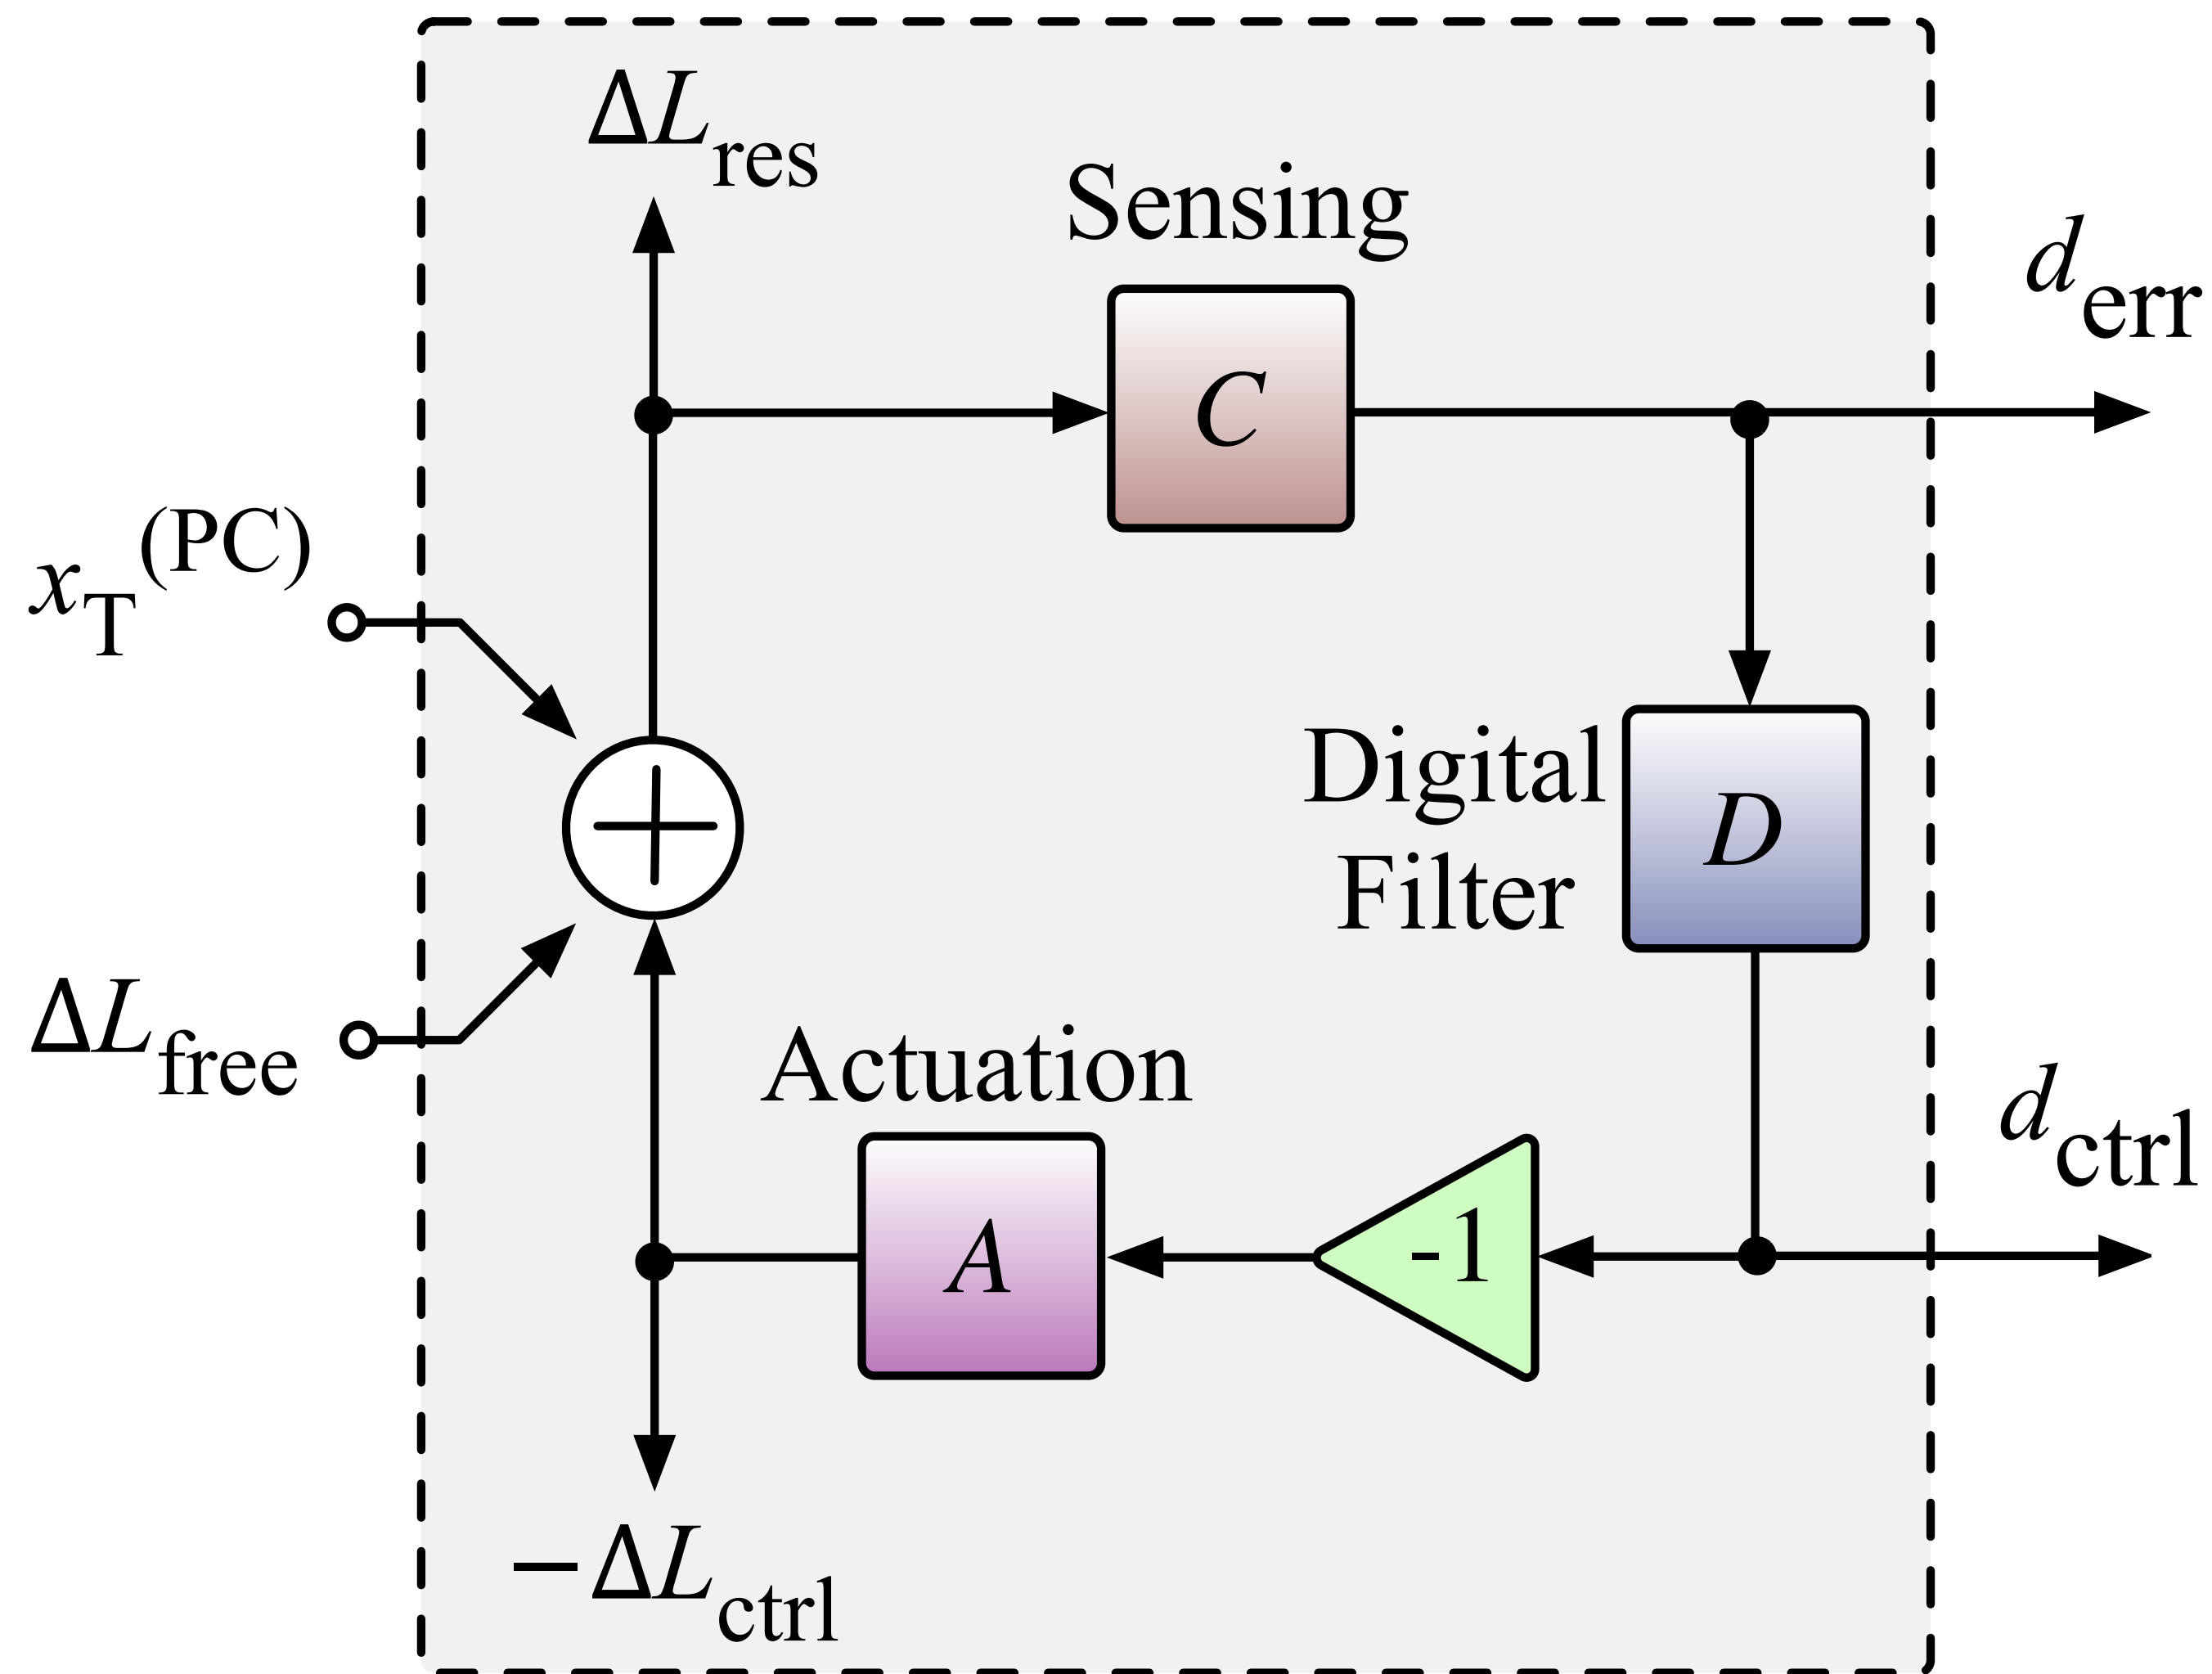 ΔL_res
Sensing
d_err
C
x_T^(PC)
Digital
Filter
D
ΔL_free
Actuation
d_ctrl
A
-1
−ΔL_ctrl